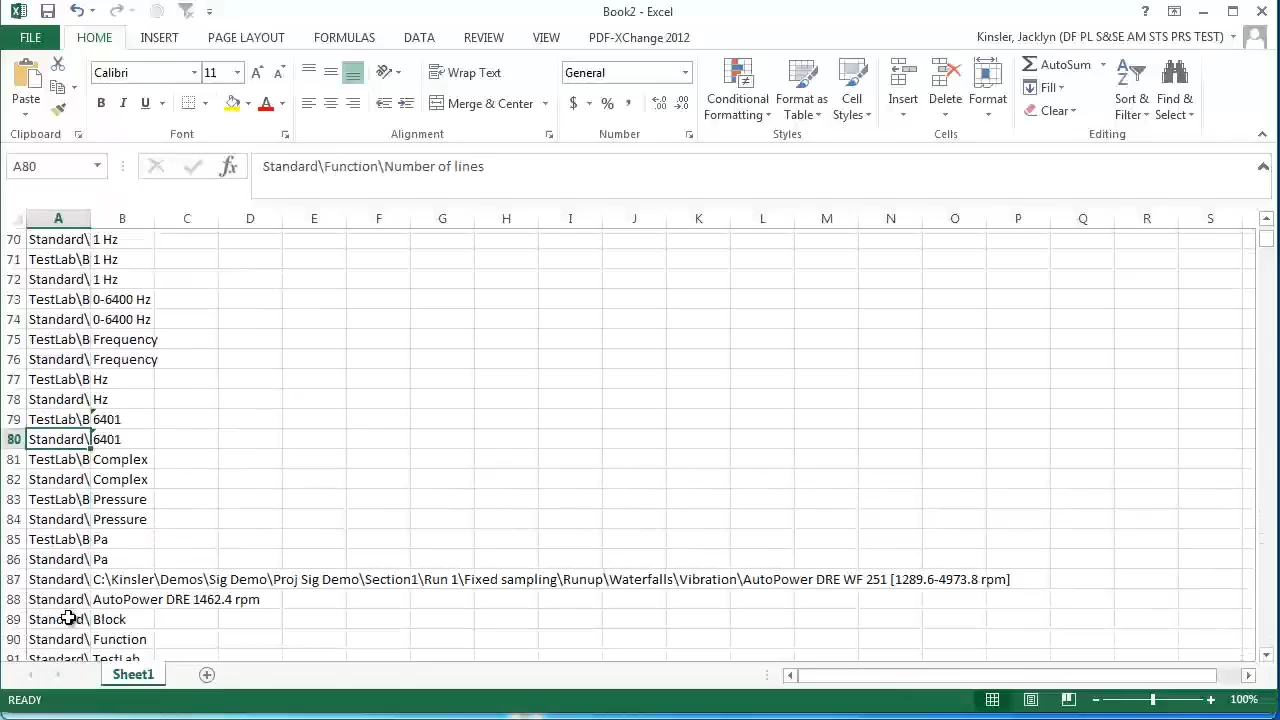 Book2 - Excel
FILE HOME INSERT PAGE LAYOUT FORMULAS DATA REVIEW VIEW PDF-XChange 2012 Kinsler, Jacklyn (DF PL S&SE AM STS PRS TEST)
Calibri 11 Wrap Text General AutoSum
Paste B I U A Merge & Center $ % , Conditional Formatting Format as Table Cell Styles Insert Delete Format Fill Clear Sort & Filter Find & Select
Clipboard Font Alignment Number Styles Cells Editing
A80 fx Standard\Function\Number of lines
A B C D E F G H I J K L M N O P Q R S
70 Standard\ 1 Hz
71 TestLab\B 1 Hz
72 Standard\ 1 Hz
73 TestLab\B 0-6400 Hz
74 Standard\ 0-6400 Hz
75 TestLab\B Frequency
76 Standard\ Frequency
77 TestLab\B Hz
78 Standard\ Hz
79 TestLab\B 6401
80 Standard\ 6401
81 TestLab\B Complex
82 Standard\ Complex
83 TestLab\B Pressure
84 Standard\ Pressure
85 TestLab\B Pa
86 Standard\ Pa
87 Standard\ C:\Kinsler\Demos\Sig Demo\Proj Sig Demo\Section1\Run 1\Fixed sampling\Runup\Waterfalls\Vibration\AutoPower DRE WF 251 [1289.6-4973.8 rpm]
88 Standard\ AutoPower DRE 1462.4 rpm
89 Standard\ Block
90 Standard\ Function
91 Standard\ TestLab
Sheet1
READY 100%